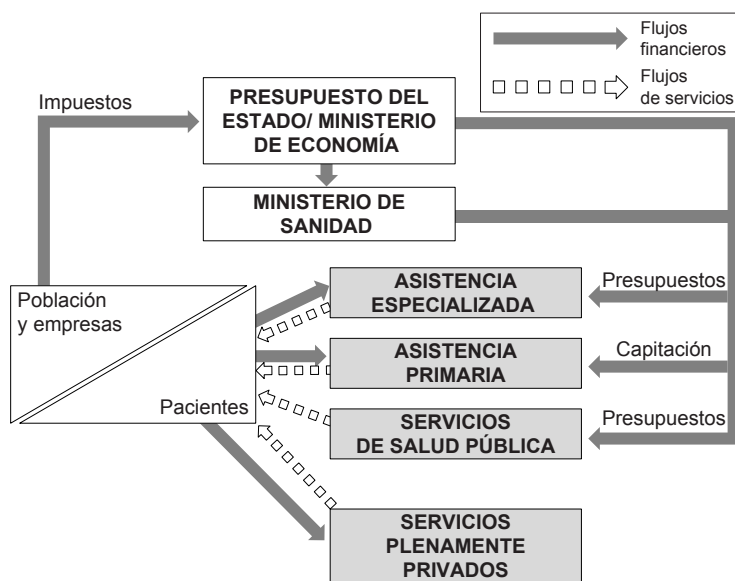 Flujos
financieros
Flujos
de servicios
Impuestos
PRESUPUESTO DEL
ESTADO/ MINISTERIO
DE ECONOMÍA
MINISTERIO DE
SANIDAD
Población
y empresas
Pacientes
ASISTENCIA
ESPECIALIZADA
Presupuestos
ASISTENCIA
PRIMARIA
Capitación
SERVICIOS
DE SALUD PÚBLICA
Presupuestos
SERVICIOS
PLENAMENTE
PRIVADOS